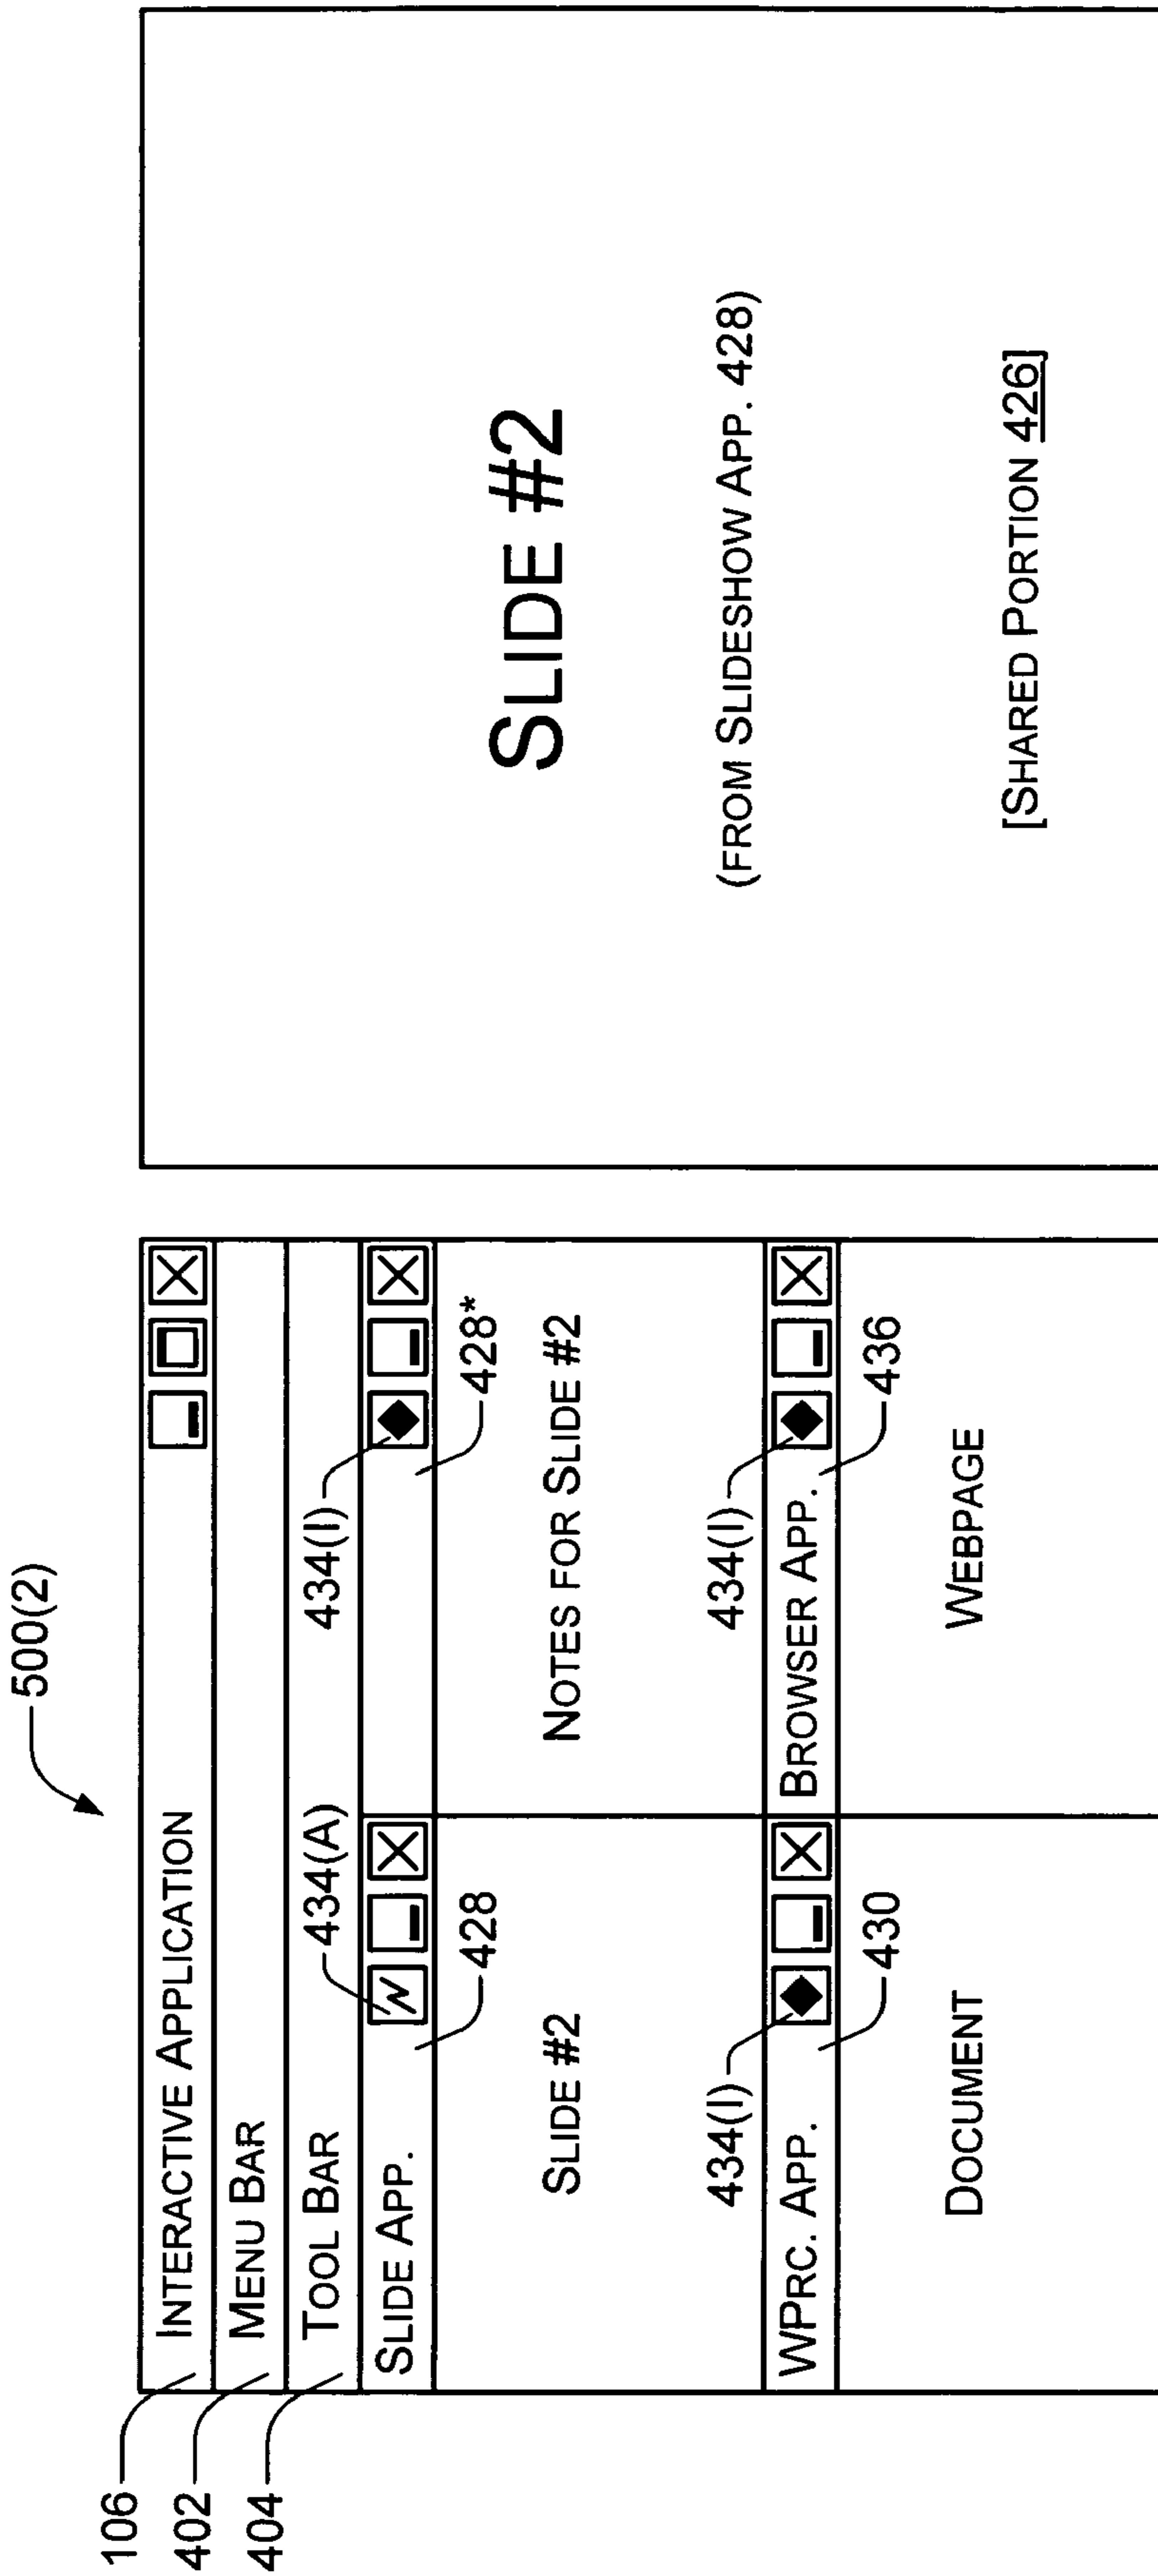 500(2)
106
INTERACTIVE APPLICATION
402
MENU BAR
404
TOOL BAR
434(A)
434(I)
SLIDE APP.
428
428*
SLIDE #2
NOTES FOR SLIDE #2
434(I)
434(I)
WPRC. APP.
BROWSER APP.
430
436
DOCUMENT
WEBPAGE
SLIDE #2
(FROM SLIDESHOW APP. 428)
[SHARED PORTION 426]